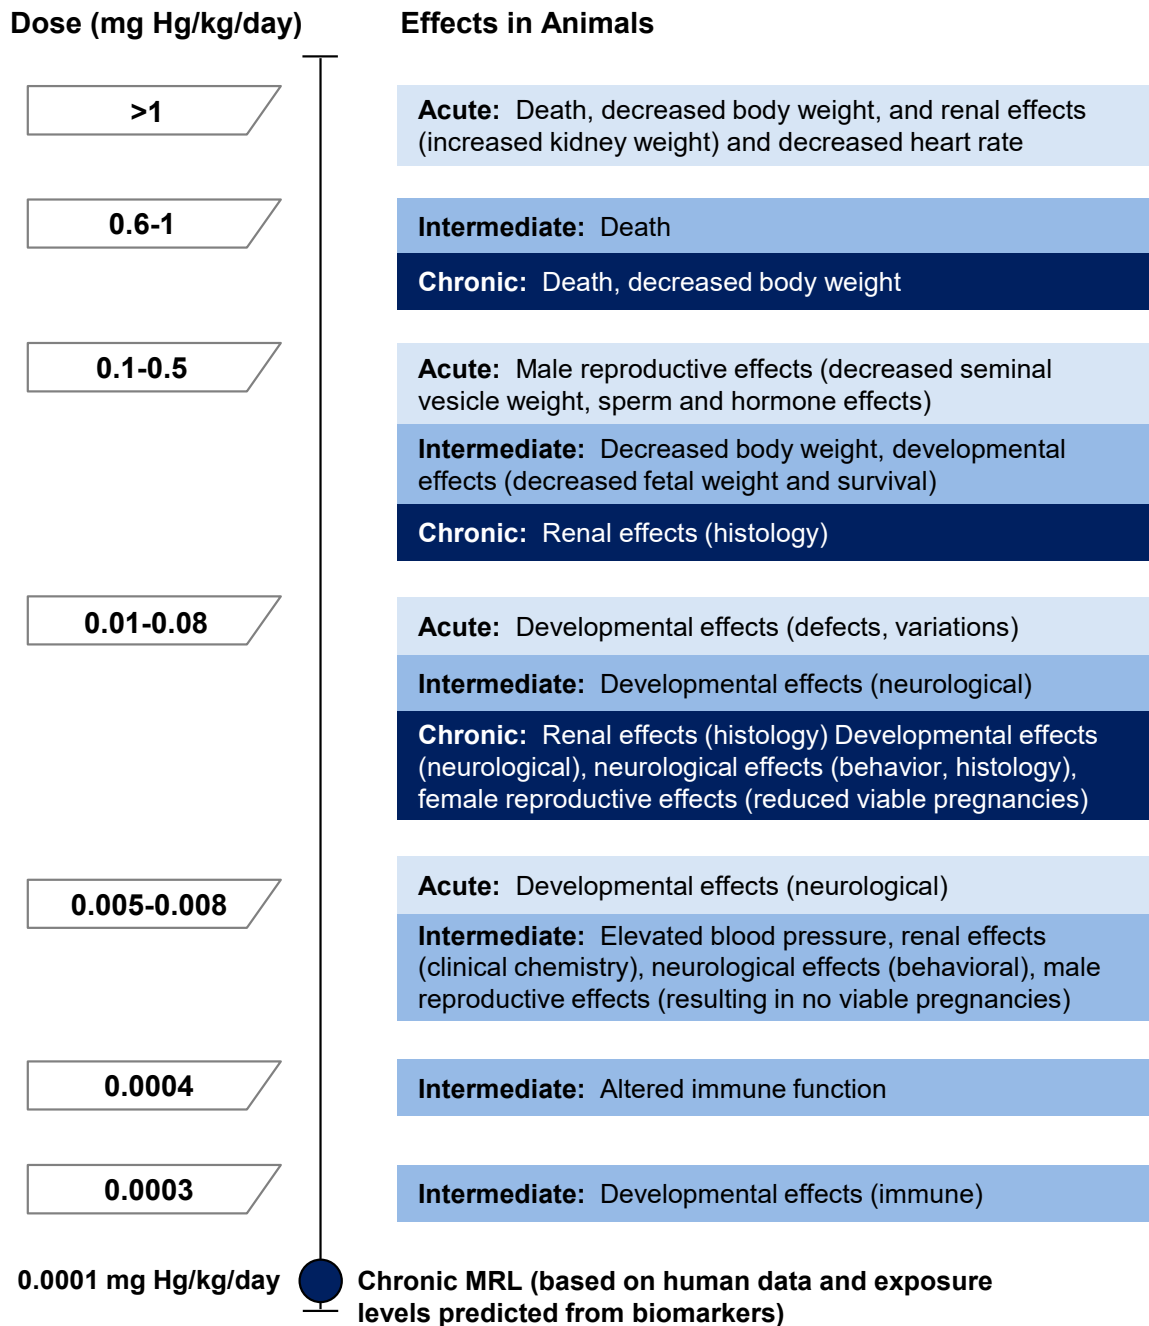 Dose (mg Hg/kg/day)
Effects in Animals
>1
Acute: Death, decreased body weight, and renal effects
(increased kidney weight) and decreased heart rate
0.6-1
Intermediate: Death
Chronic: Death, decreased body weight
0.1-0.5
Acute: Male reproductive effects (decreased seminal
vesicle weight, sperm and hormone effects)
Intermediate: Decreased body weight, developmental
effects (decreased fetal weight and survival)
Chronic: Renal effects (histology)
0.01-0.08
Acute: Developmental effects (defects, variations)
Intermediate: Developmental effects (neurological)
Chronic: Renal effects (histology) Developmental effects
(neurological), neurological effects (behavior, histology),
female reproductive effects (reduced viable pregnancies)
0.005-0.008
Acute: Developmental effects (neurological)
Intermediate: Elevated blood pressure, renal effects
(clinical chemistry), neurological effects (behavioral), male
reproductive effects (resulting in no viable pregnancies)
0.0004
Intermediate: Altered immune function
0.0003
Intermediate: Developmental effects (immune)
0.0001 mg Hg/kg/day
Chronic MRL (based on human data and exposure
levels predicted from biomarkers)